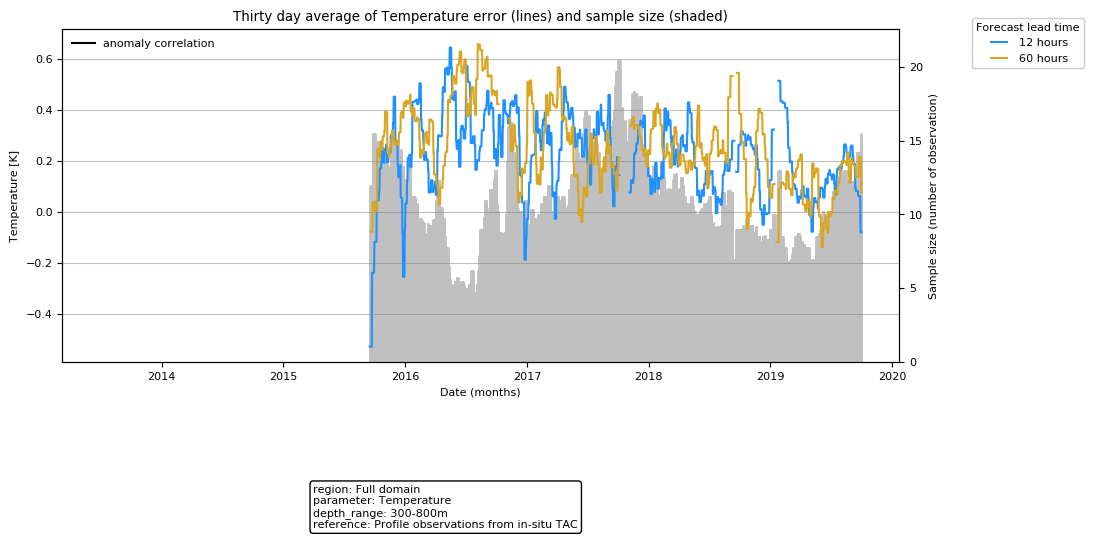 Thirty day average of Temperature error (lines) and sample size (shaded)
Forecast lead time
12 hours
60 hours
anomaly correlation
Temperature [K]
0.6
0.4
0.2
0.0
−0.2
−0.4
Sample size (number of observation)
20
15
10
5
0
2014 2015 2016 2017 2018 2019 2020
Date (months)
region: Full domain
parameter: Temperature
depth_range: 300-800m
reference: Profile observations from in-situ TAC